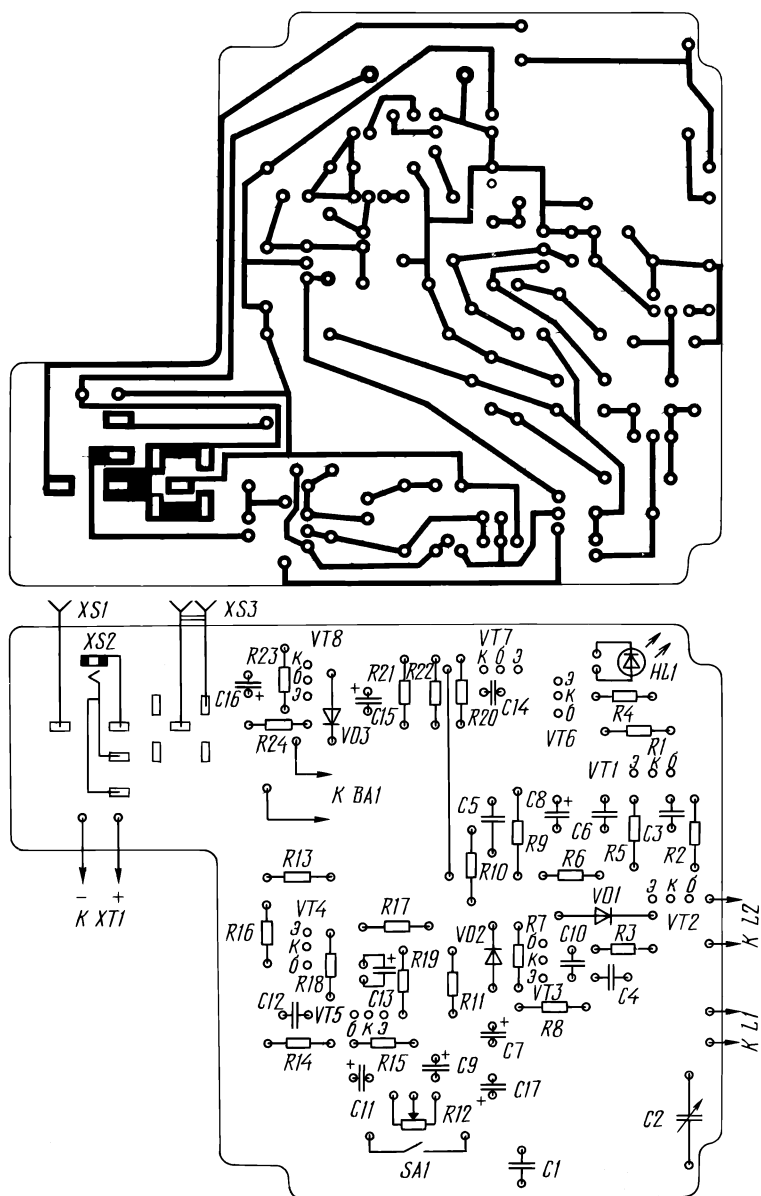 XS1
XS3
XS2
R23
VT8
к
б
э
C16
+
R24
VD3
R21
+
C15
R22
R20
VT7
к б э
C14
э
к
б
VT6
HL1
R4
R1
VT1
э к б
К BA1
C5
R10
R9
C8
+
C6
R5
C3
R2
R6
-
+
К XT1
R13
R16
VT4
э
к
б
R18
R17
C13
+
R19
R11
VD2
VD1
э к б
VT2
К L2
R7
б
к
э
C10
R3
C4
VT3
R8
C12
VT5
б к э
R14
R15
+
C7
К L1
+
C11
+
C9
+
C17
R12
SA1
C1
C2